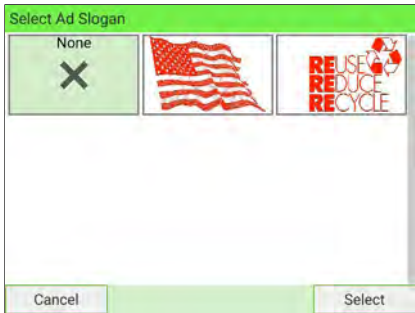 Select Ad Slogan
None
REUSE
REDUCE
RECYCLE
Cancel
Select